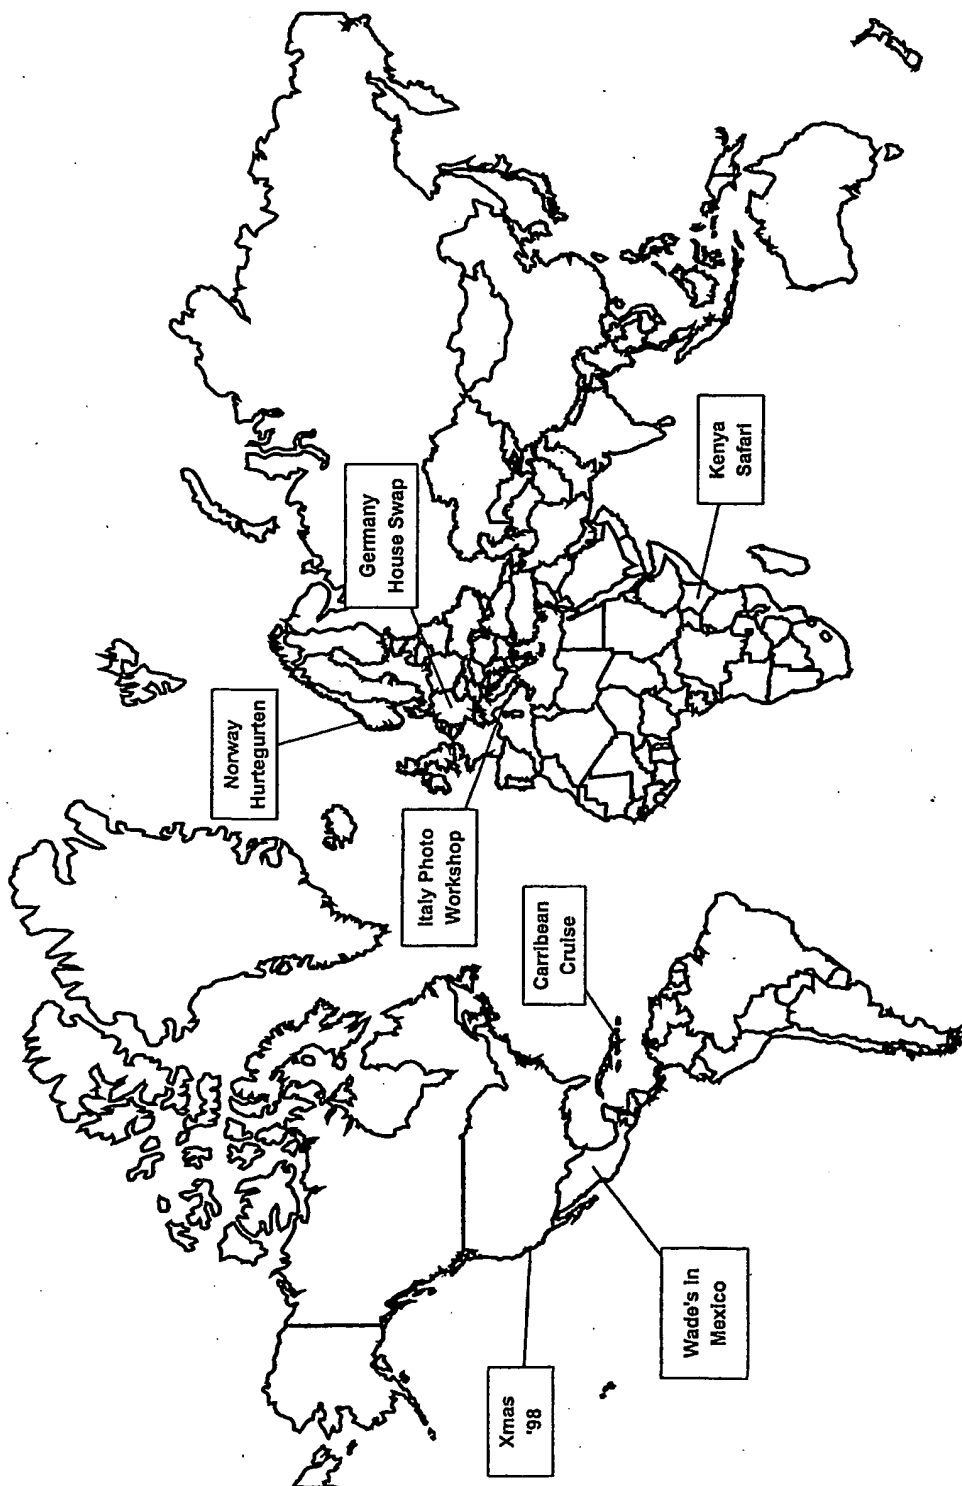 Norway
Hurtegurten
Germany
House Swap
Italy Photo
Workshop
Kenya
Safari
Carribean
Cruise
Xmas
'98
Wade's in
Mexico